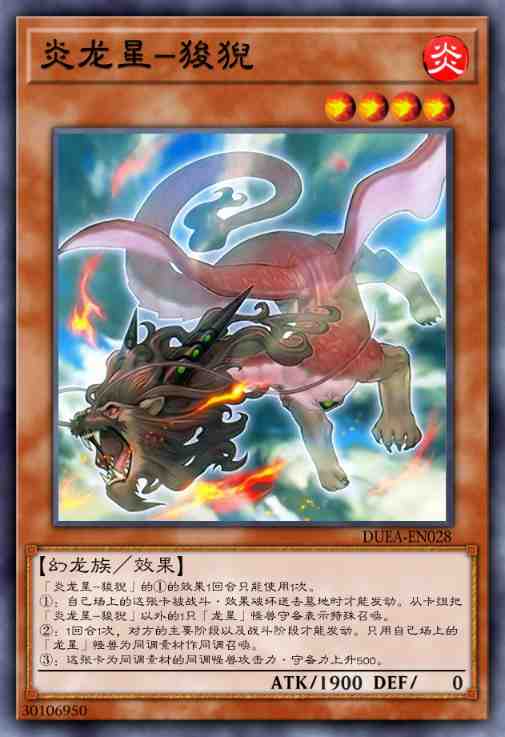 炎龙星-狻猊
炎
DUEA-EN028
【幻龙族／效果】
「炎龙星-狻猊」的①的效果1回合只能使用1次。
①：自己场上的这张卡被战斗·效果破坏送去墓地时才能发动。从卡组把
「炎龙星-狻猊」以外的1只「龙星」怪兽守备表示特殊召唤。
②：1回合1次，对方的主要阶段以及战斗阶段才能发动。只用自己场上的
「龙星」怪兽为同调素材作同调召唤。
③：这张卡为同调素材的同调怪兽攻击力·守备力上升500。
ATK/1900 DEF/ 0
30106950